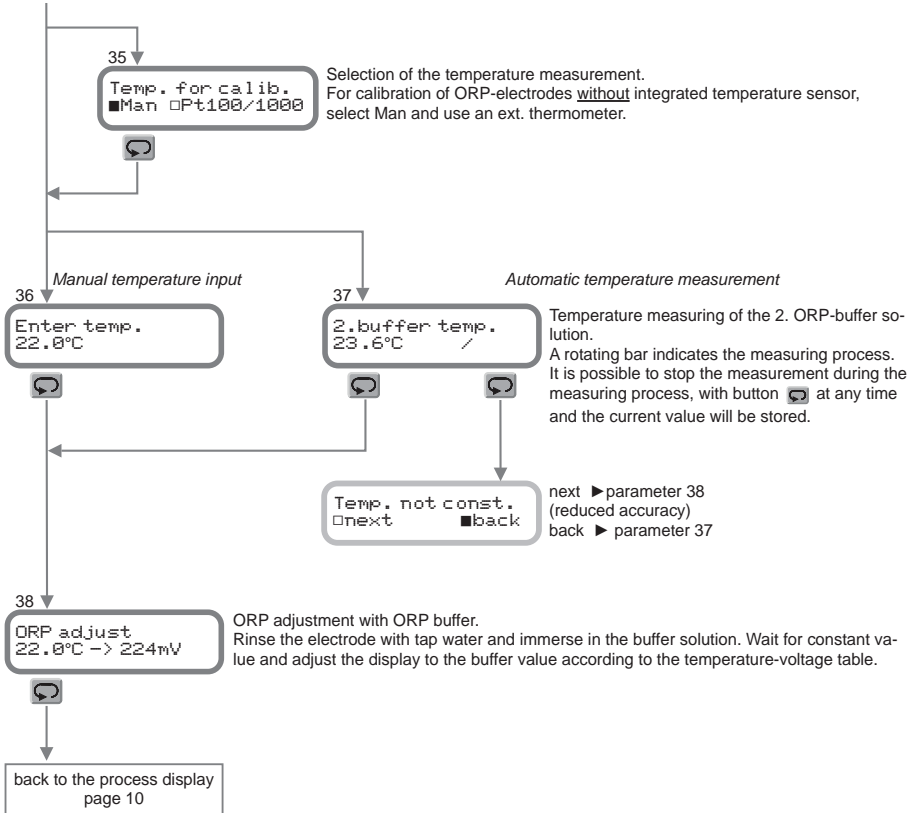 35
Temp. for calib.
■Man □Pt100/1000
Selection of the temperature measurement.
For calibration of ORP-electrodes without integrated temperature sensor,
select Man and use an ext. thermometer.
Manual temperature input
Automatic temperature measurement
36
Enter temp.
22.0°C
37
2.buffer temp.
23.6°C /
Temperature measuring of the 2. ORP-buffer so-
lution.
A rotating bar indicates the measuring process.
It is possible to stop the measurement during the
measuring process, with button at any time
and the current value will be stored.
Temp. not const.
□next ■back
next ►parameter 38
(reduced accuracy)
back ► parameter 37
38
ORP adjust
22.0°C -> 224mV
ORP adjustment with ORP buffer.
Rinse the electrode with tap water and immerse in the buffer solution. Wait for constant va-
lue and adjust the display to the buffer value according to the temperature-voltage table.
back to the process display
page 10